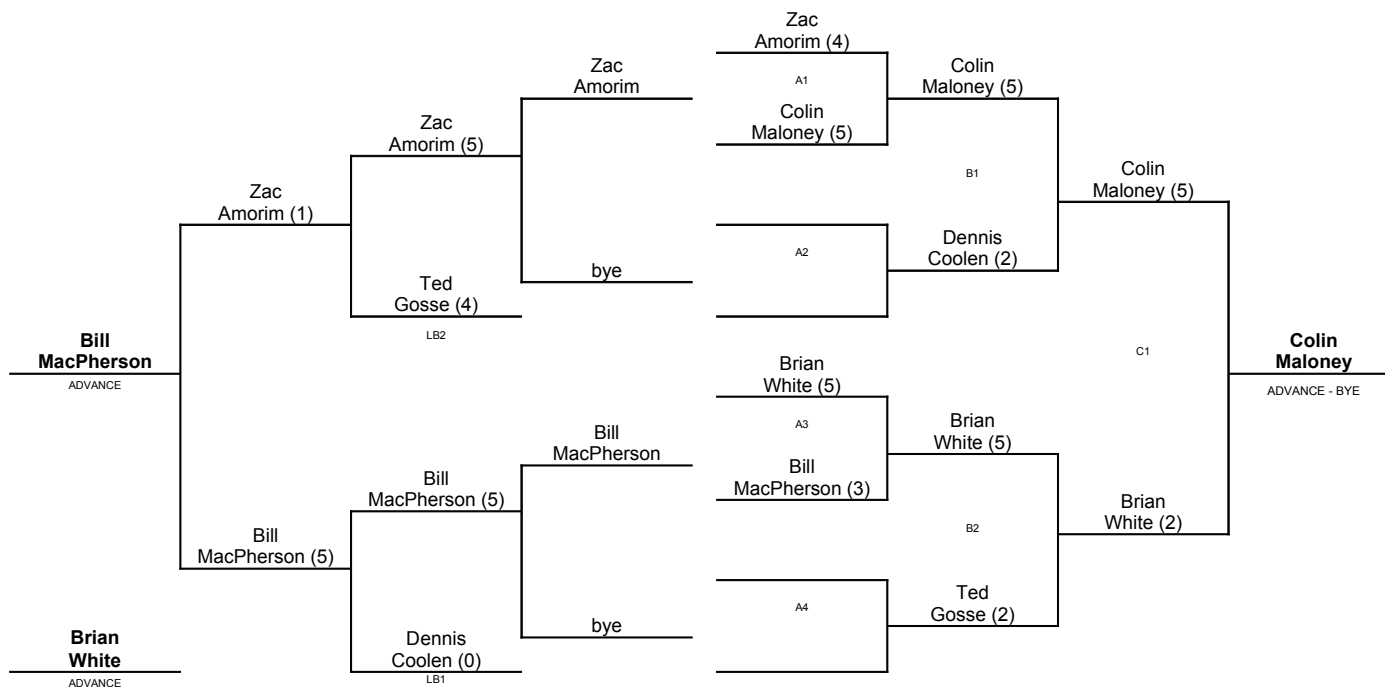 Zac
Amorim (4)
Zac
Amorim
A1
Colin
Maloney (5)
Zac
Amorim (5)
Colin
Maloney (5)
Zac
Amorim (1)
B1
Colin
Maloney (5)
Ted
Gosse (4)
LB2
bye
A2
Dennis
Coolen (2)
Bill
MacPherson
ADVANCE
Brian
White (5)
C1
Colin
Maloney
ADVANCE - BYE
Bill
MacPherson
A3
Bill
MacPherson (3)
Brian
White (5)
Bill
MacPherson (5)
Bill
MacPherson (5)
B2
Brian
White (2)
Brian
White
ADVANCE
Dennis
Coolen (0)
LB1
bye
A4
Ted
Gosse (2)